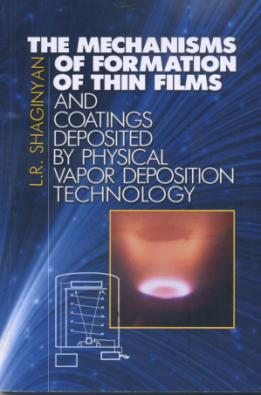 L.R. SHAGINYAN
THE MECHANISMS
OF FORMATION
OF THIN FILMS
AND
COATINGS
DEPOSITED
BY PHYSICAL
VAPOR DEPOSITION
TECHNOLOGY